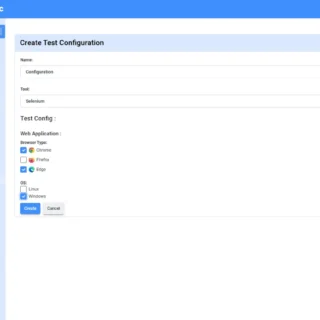 c
Create Test Configuration
Name:
Configuration
Tool:
Selenium
Test Config :
Web Application :
Browser Type:
Chrome
Firefox
Edge
OS:
Linux
Windows
Create Cancel